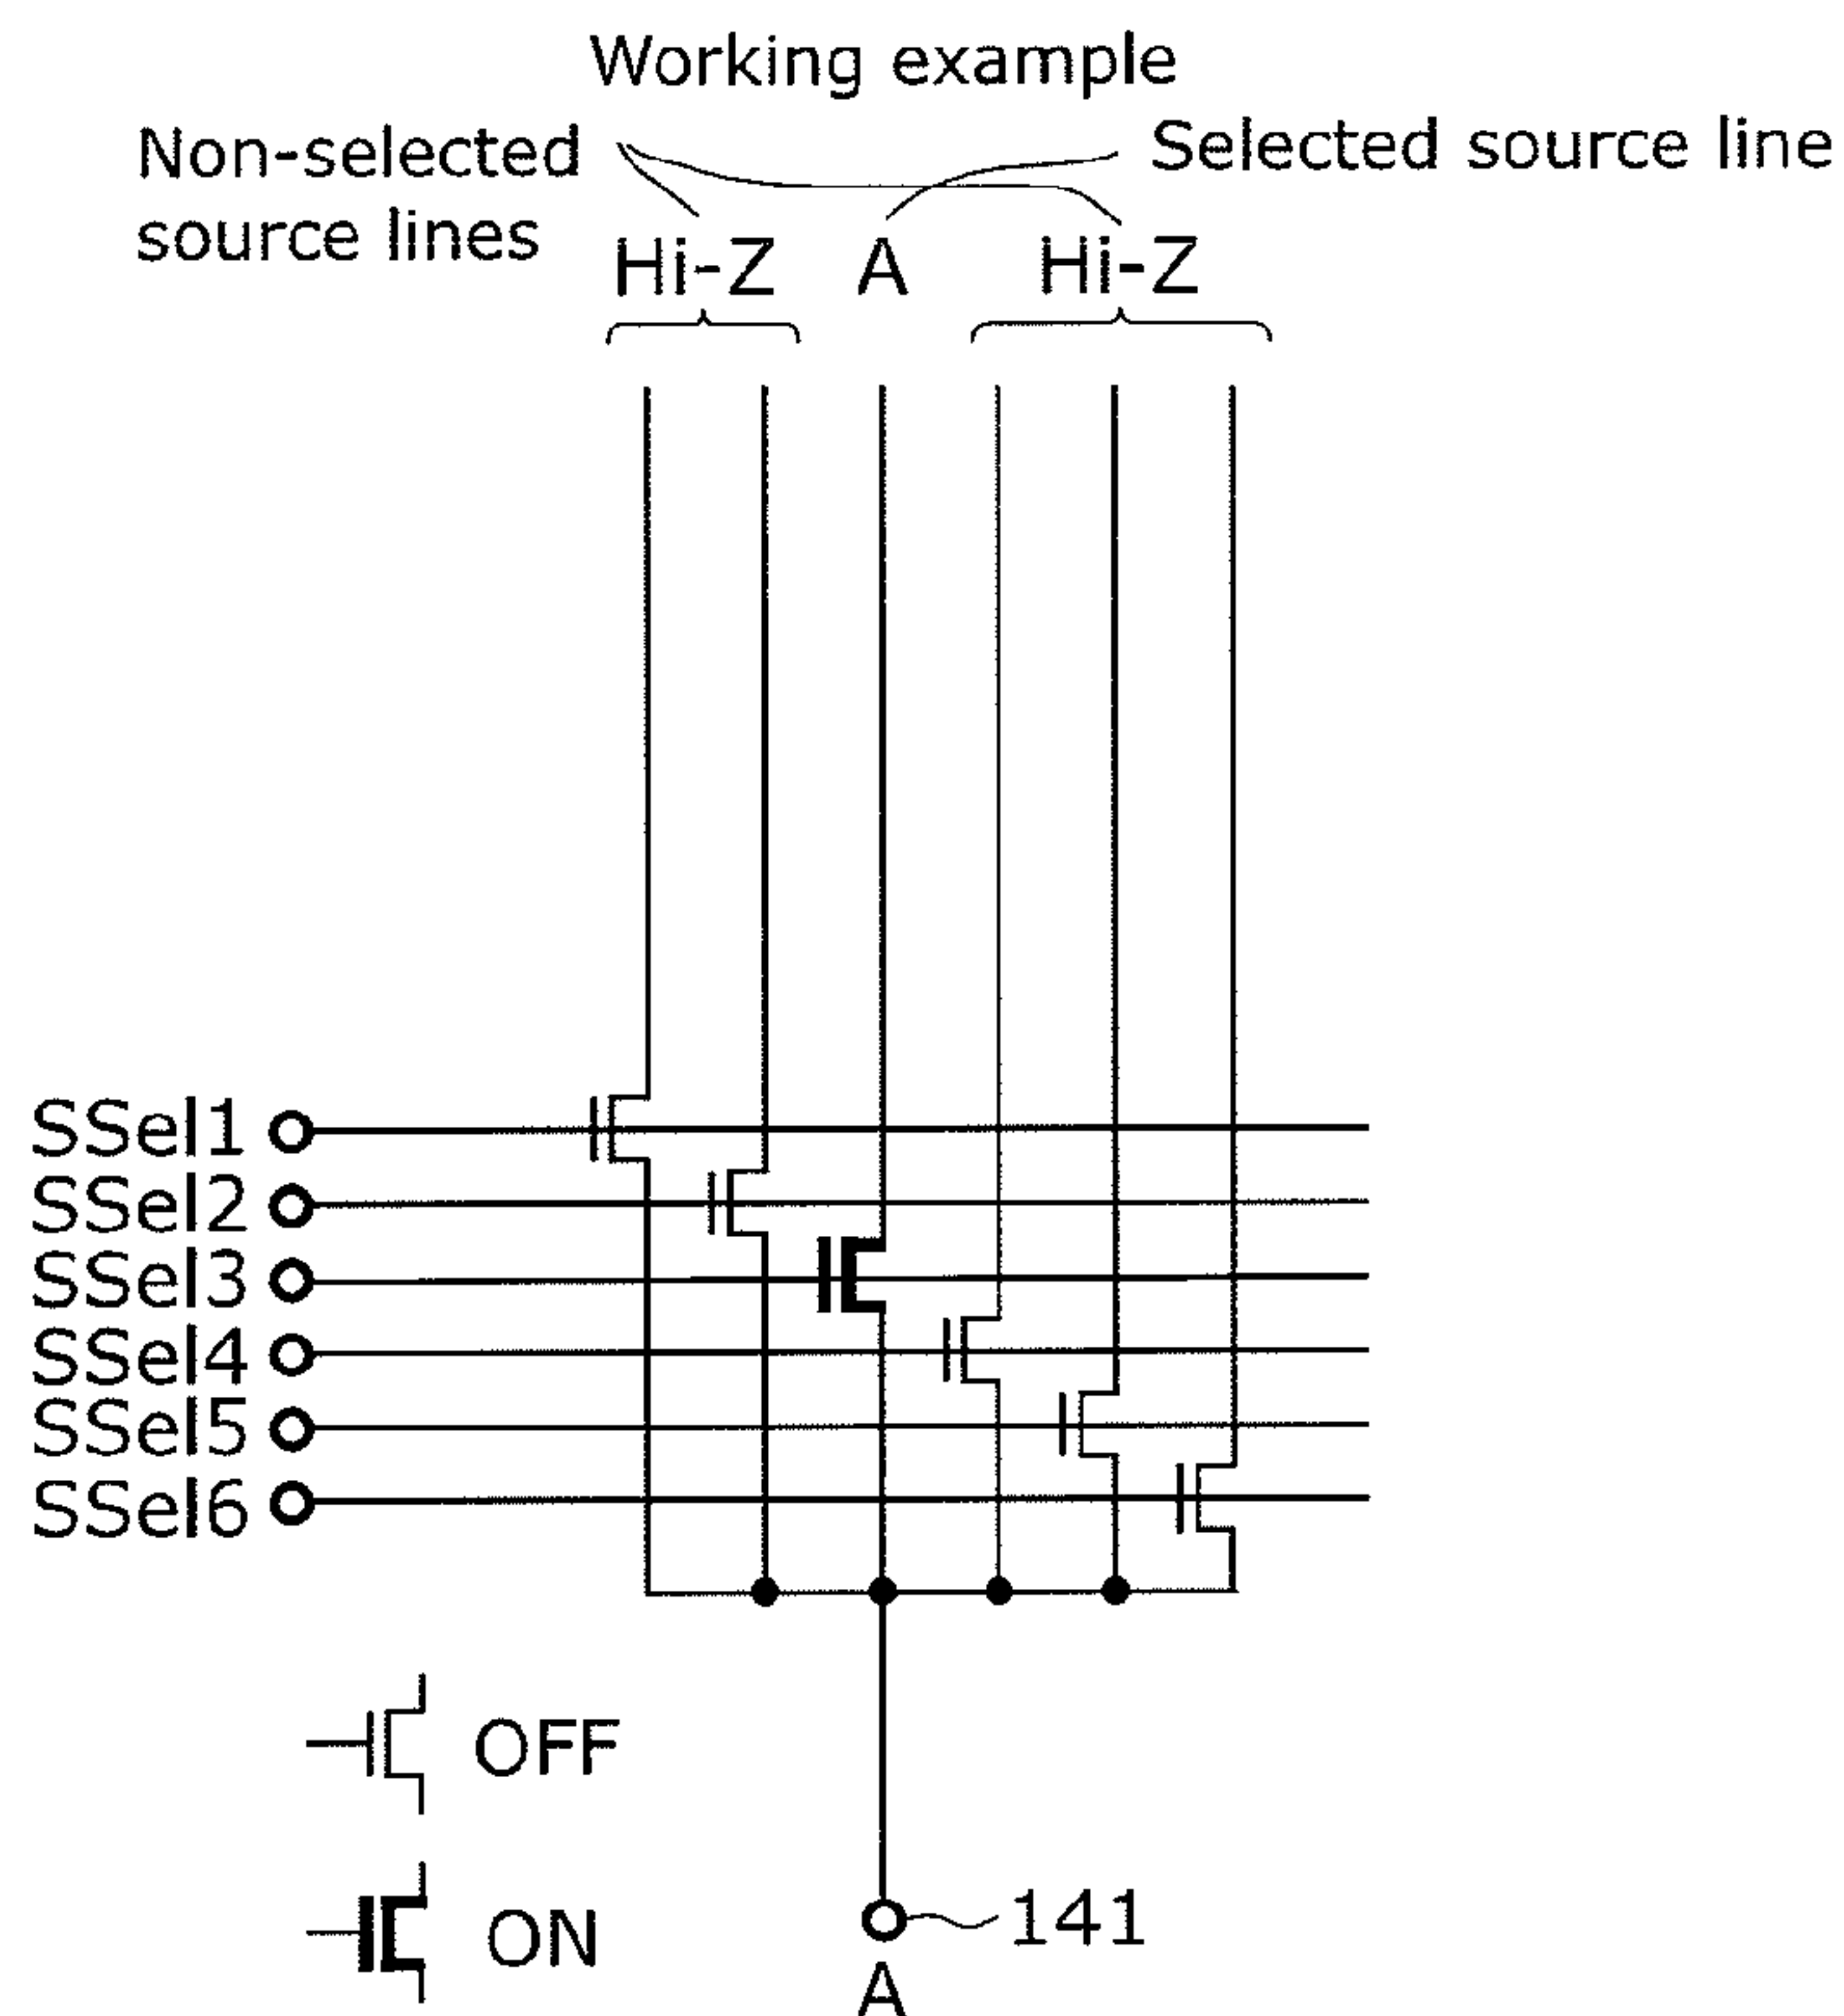 Working example
Non-selected
source lines
Selected source line
Hi-Z
A
Hi-Z
SSel1
SSel2
SSel3
SSel4
SSel5
SSel6
OFF
ON
141
A